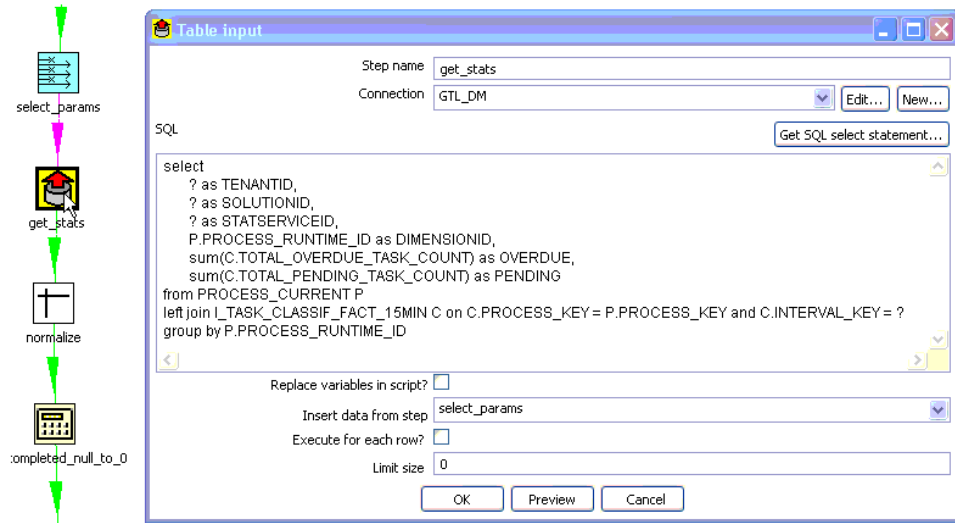 select_params
get_stats
normalize
:ompleted_null_to_0
Table input
Step name get_stats
Connection GTL_DM Edit... New...
SQL Get SQL select statement...
select
? as TENANTID,
? as SOLUTIONID,
? as STATSERVICEID,
P.PROCESS_RUNTIME_ID as DIMENSIONID,
sum(C.TOTAL_OVERDUE_TASK_COUNT) as OVERDUE,
sum(C.TOTAL_PENDING_TASK_COUNT) as PENDING
from PROCESS_CURRENT P
left join I_TASK_CLASSIF_FACT_15MIN C on C.PROCESS_KEY = P.PROCESS_KEY and C.INTERVAL_KEY = ?
group by P.PROCESS_RUNTIME_ID
Replace variables in script?
Insert data from step select_params
Execute for each row?
Limit size 0
OK Preview Cancel